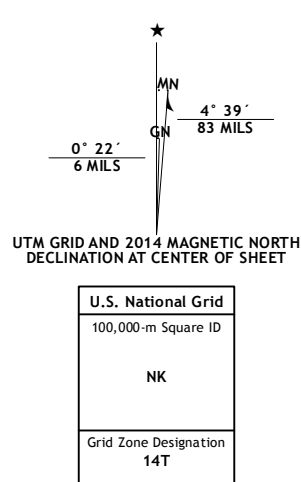 ★
MN
4° 39´
83 MILS
GN
0° 22´
6 MILS
UTM GRID AND 2014 MAGNETIC NORTH
DECLINATION AT CENTER OF SHEET
U.S. National Grid
100,000-m Square ID
NK
Grid Zone Designation
14T